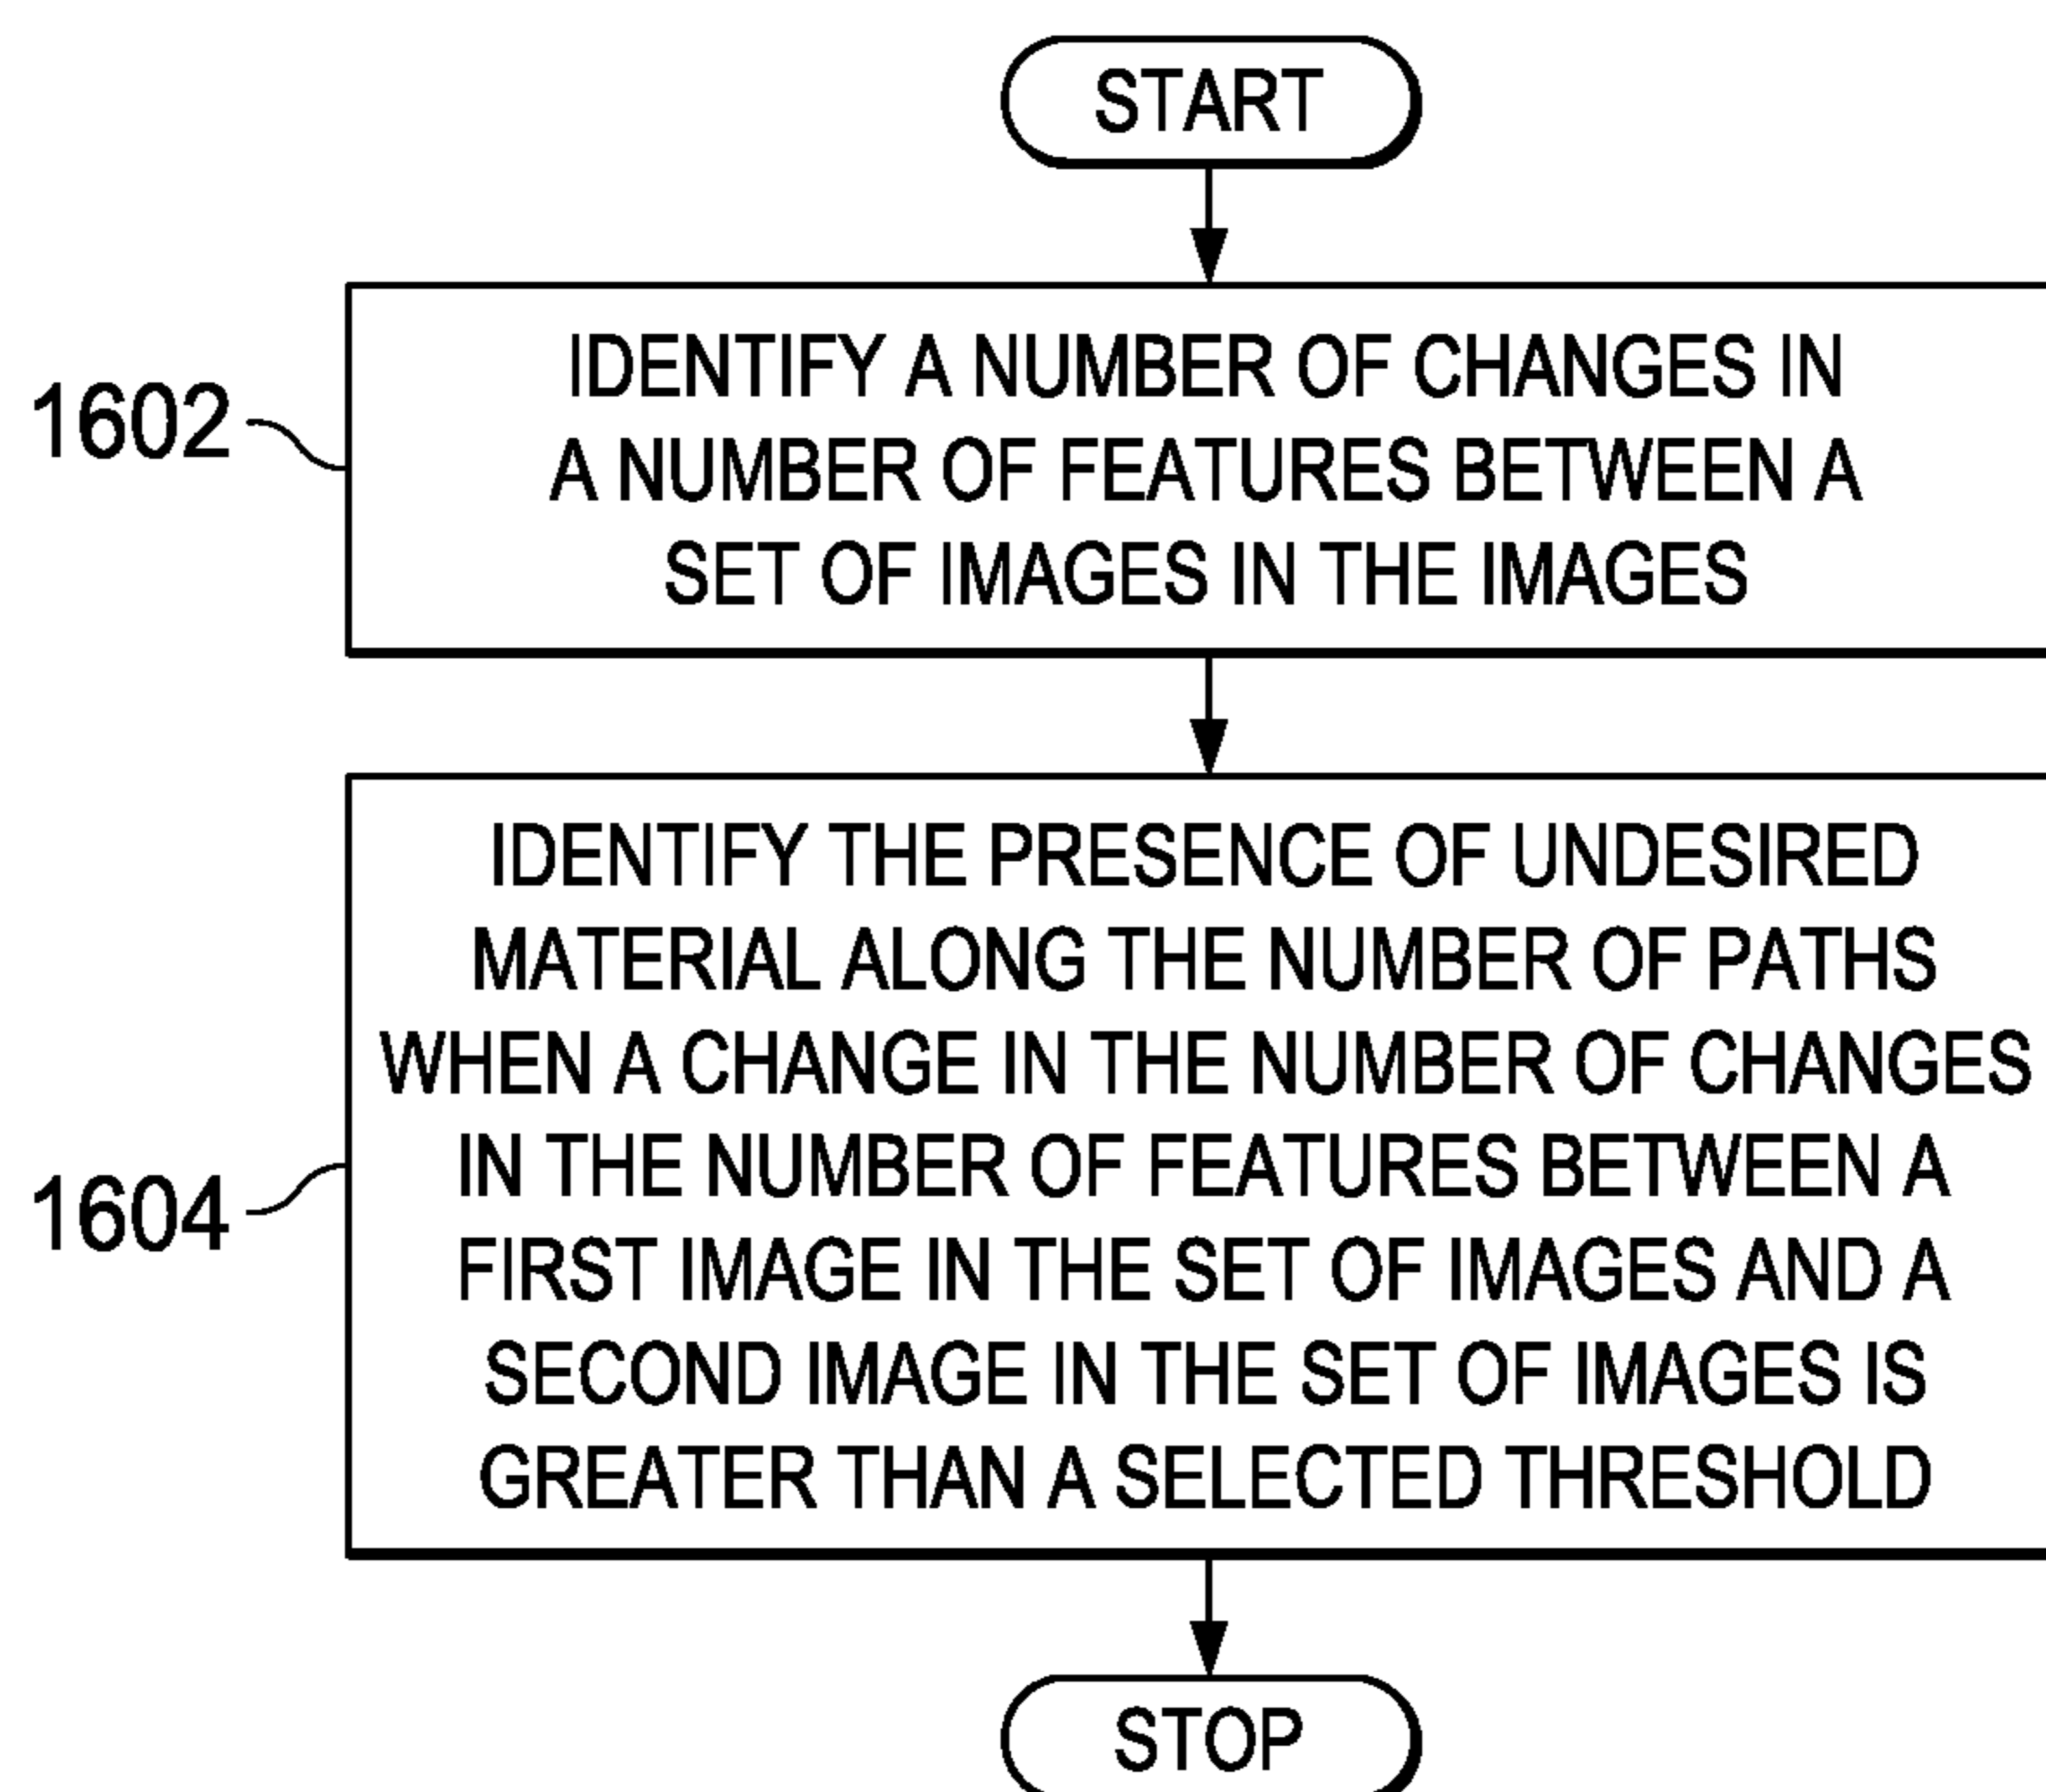 START
1602
IDENTIFY A NUMBER OF CHANGES IN
A NUMBER OF FEATURES BETWEEN A
SET OF IMAGES IN THE IMAGES
1604
IDENTIFY THE PRESENCE OF UNDESIRED
MATERIAL ALONG THE NUMBER OF PATHS
WHEN A CHANGE IN THE NUMBER OF CHANGES
IN THE NUMBER OF FEATURES BETWEEN A
FIRST IMAGE IN THE SET OF IMAGES AND A
SECOND IMAGE IN THE SET OF IMAGES IS
GREATER THAN A SELECTED THRESHOLD
STOP